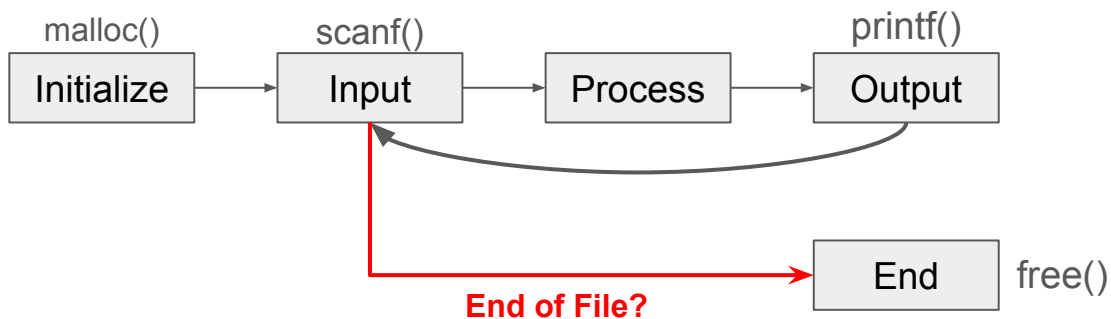 malloc()
scanf()
printf()
Initialize
Input
Process
Output
End
free()
End of File?